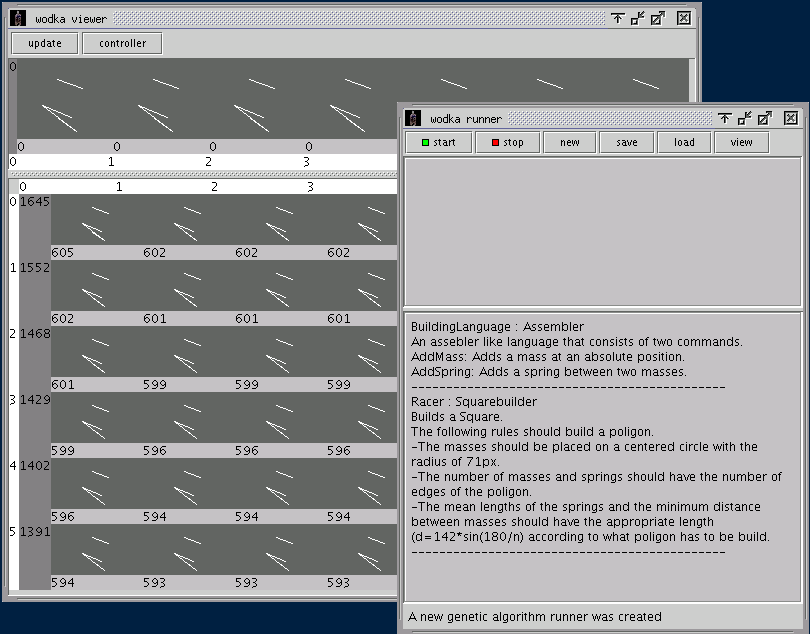 wodka viewer
update controller
0
0 0 0 0
0 1 2 3
0 1 2 3
0 1645
605 602 602 602
1 1552
602 601 601 601
2 1468
601 599 599 599
3 1429
599 596 596 596
4 1402
596 594 594 594
5 1391
594 593 593 593
wodka runner
start stop new save load view
BuildingLanguage : Assembler
An assebler like language that consists of two commands.
AddMass: Adds a mass at an absolute position.
AddSpring: Adds a spring between two masses.
------------------------------------------
Racer : Squarebuilder
Builds a Square.
The following rules should build a poligon.
-The masses should be placed on a centered circle with the
radius of 71px.
-The number of masses and springs should have the number of
edges of the poligon.
-The mean lengths of the springs and the minimum distance
between masses should have the appropriate length
(d=142*sin(180/n) according to what poligon has to be build.
------------------------------------------
A new genetic algorithm runner was created